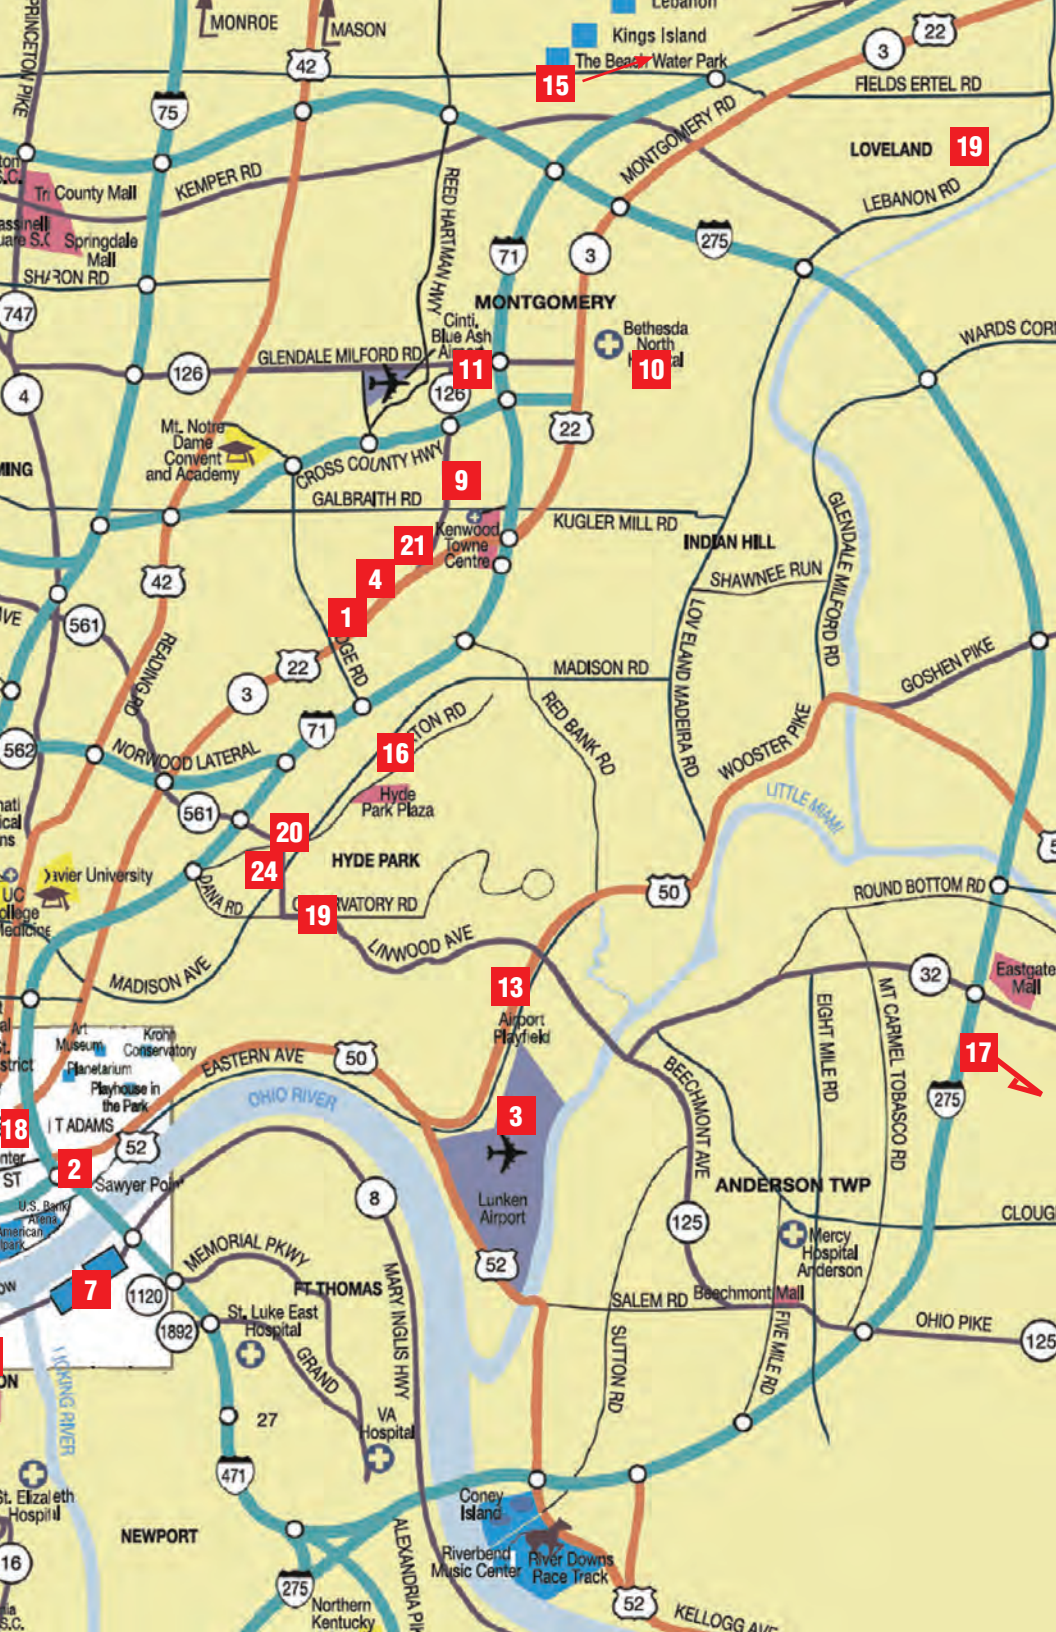 MONROE
MASON
Lebanon
Kings Island
The Beach Water Park
15
PRINCETON PIKE
42
75
3
22
FIELDS ERTEL RD
MONTGOMERY RD
LOVELAND
19
LEBANON RD
KEMPER RD
Tri County Mall
Springdale
Mall
SHARON RD
REED HARTMAN HWY
71
3
275
747
MONTGOMERY
Cinti.
Blue Ash
Bethesda
North
10
11
WARDS
GLENDALE MILFORD RD
126
126
4
22
Mt. Notre
Dame
Convent
and Academy
CROSS COUNTY HWY
9
GALBRAITH RD
KUGLER MILL RD
Kenwood
Towne
Centre
21
4
1
INDIAN HILL
SHAWNEE RUN
GLENDALE MILFORD RD
42
561
READING RD
22
3
MADISON RD
LOVELAND MADEIRA RD
GOSHEN PIKE
RED BANK RD
WOOSTER PIKE
562
NORWOOD LATERAL
71
16
Hyde
Park Plaza
LITTLE MIAMI
561
20
24
HYDE PARK
Xavier University
UC
DANA RD
19
50
ROUND BOTTOM RD
LINWOOD AVE
MADISON AVE
32
Eastgate
Mall
13
Airport
Playfield
EIGHT MILE RD
MT CARMEL TOBASCO RD
17
275
Art
Museum
Krohn
Conservatory
Planetarium
Playhouse in
the Park
EASTERN AVE
50
OHIO RIVER
18
52
ST
2
Sawyer Point
U.S. Bank
Arena
3
Lunken
Airport
BEECHMONT AVE
ANDERSON TWP
125
8
Mercy
Hospital
Anderson
52
7
1120
MEMORIAL PKWY
FT THOMAS
MARY INGLIS HWY
1892
St. Luke East
Hospital
GRAND
SALEM RD
Beechmont Mall
SUTTON RD
FIVE MILE RD
OHIO PIKE
125
LICKING RIVER
27
VA
Hospital
471
St. Elizabeth
Hospital
NEWPORT
Coney
Island
Riverbend
Music Center
River Downs
Race Track
16
275
Northern
Kentucky
52
KELLOGG AVE